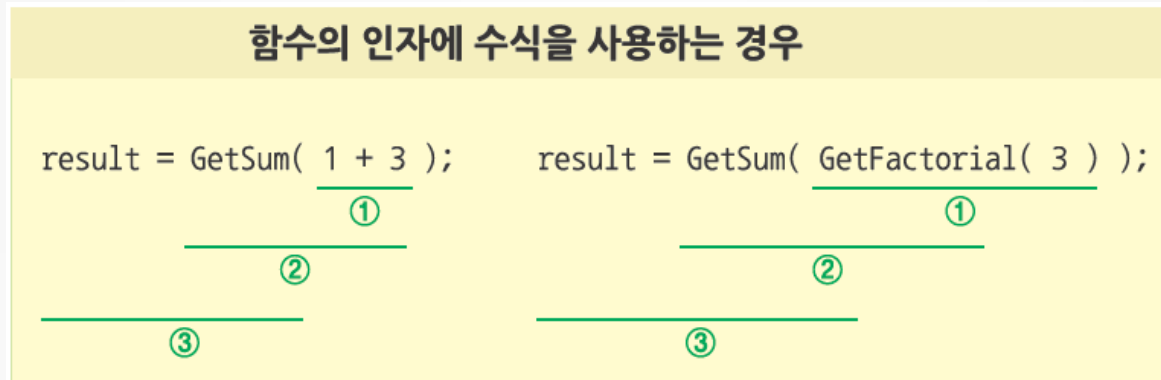 함수의 인자에 수식을 사용하는 경우
result = GetSum( 1 + 3 ); result = GetSum( GetFactorial( 3 ) );
① ①
② ②
③ ③